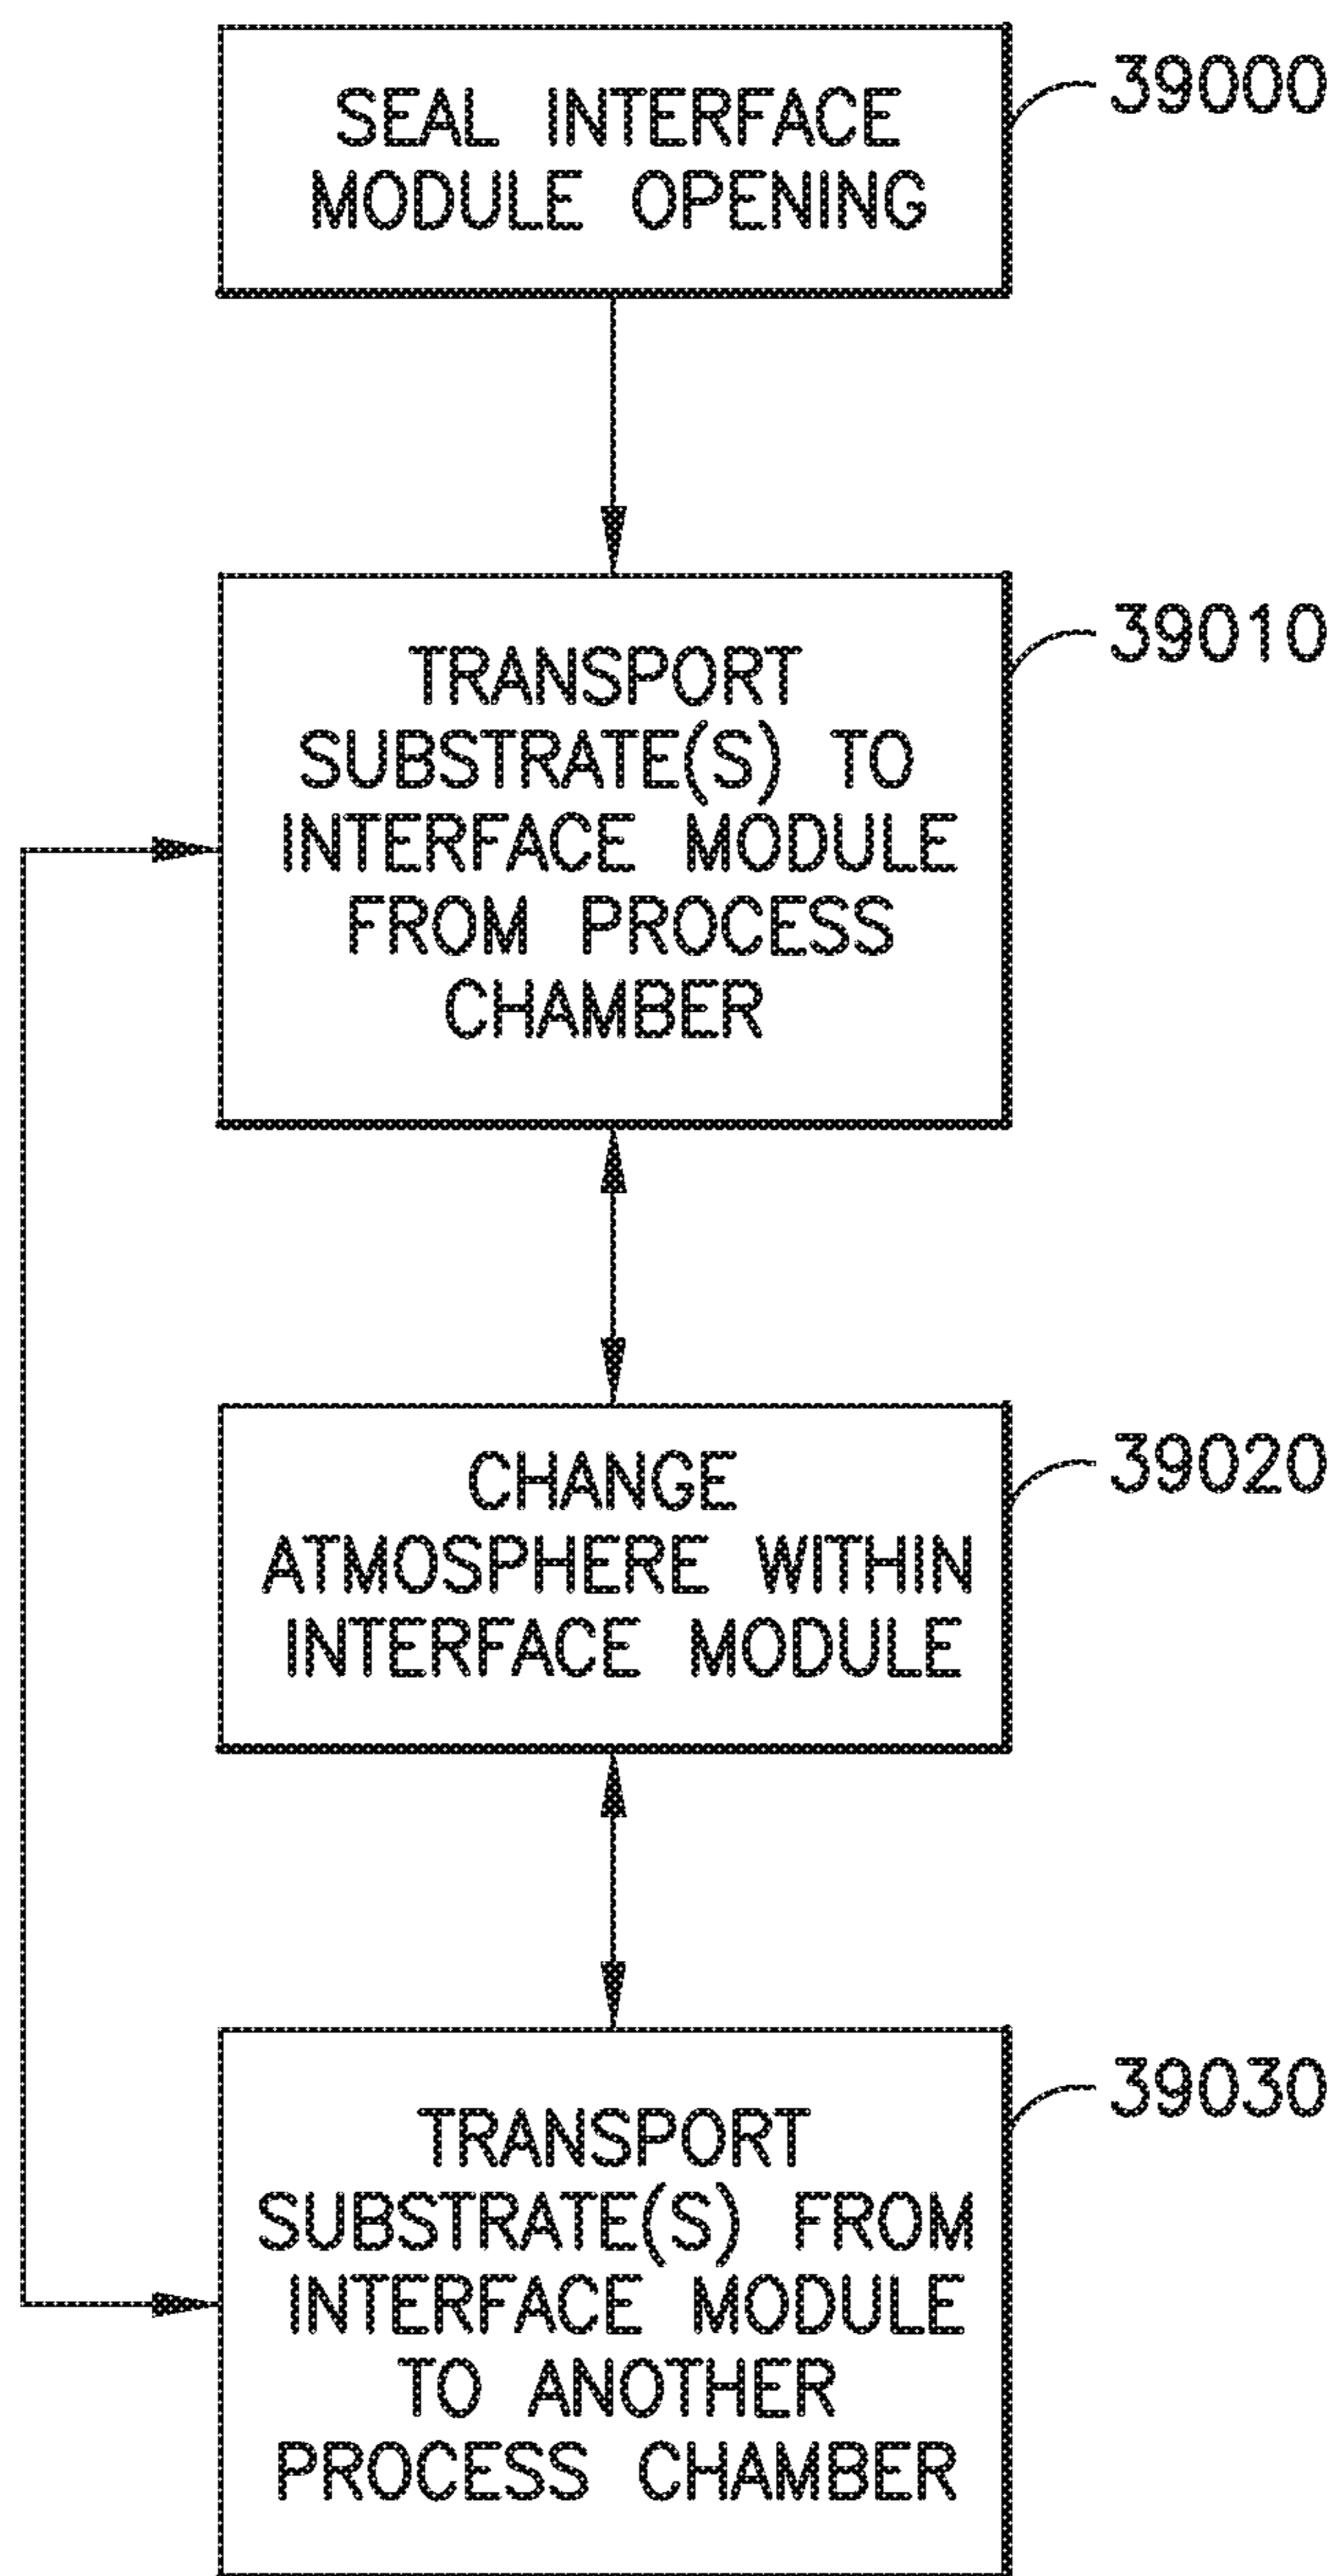 SEAL INTERFACE
MODULE OPENING
39000
TRANSPORT
SUBSTRATE(S) TO
INTERFACE MODULE
FROM PROCESS
CHAMBER
39010
CHANGE
ATMOSPHERE WITHIN
INTERFACE MODULE
39020
TRANSPORT
SUBSTRATE(S) FROM
INTERFACE MODULE
TO ANOTHER
PROCESS CHAMBER
39030